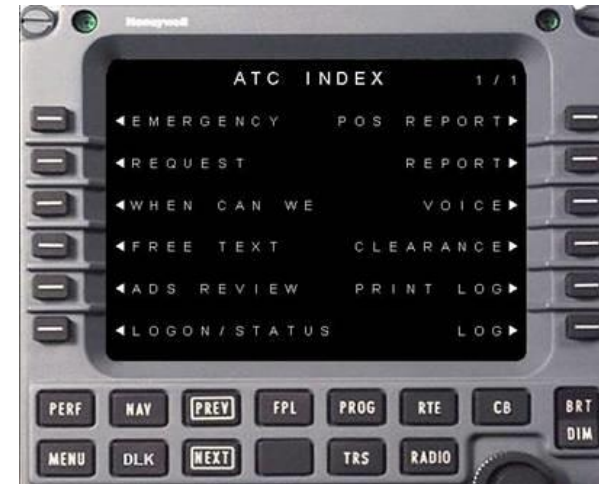 Honeywell
ATC INDEX 1/1
◀EMERGENCY POS REPORT▶
◀REQUEST REPORT▶
◀WHEN CAN WE VOICE▶
◀FREE TEXT CLEARANCE▶
◀ADS REVIEW PRINT LOG▶
◀LOGON/STATUS LOG▶
PERF NAV PREV FPL PROG RTE CB BRT
DIM
MENU DLK NEXT TRS RADIO